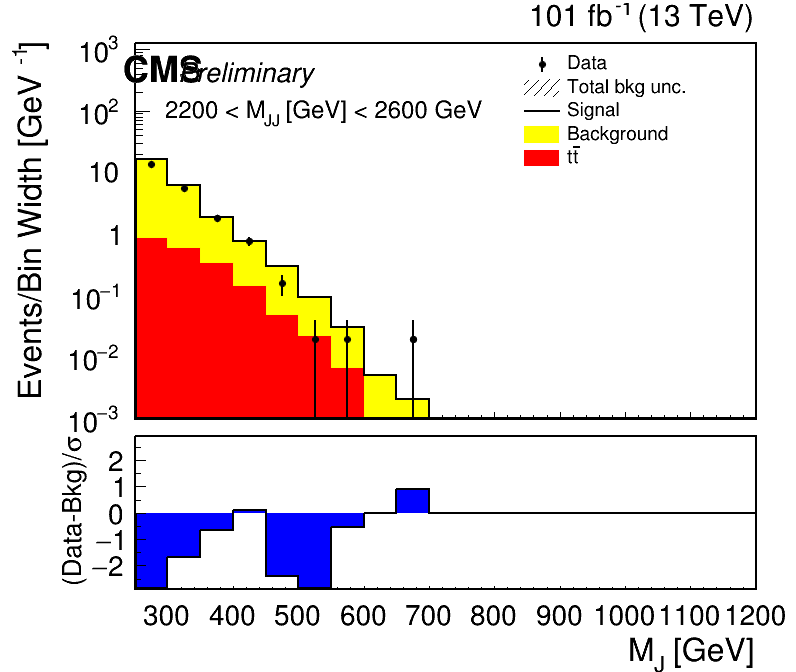 101 fb⁻¹ (13 TeV)
CMS Preliminary
2200 < M_JJ [GeV] < 2600 GeV
Data
Total bkg unc.
Signal
Background
tt̄
Events/Bin Width [GeV⁻¹]
10³
10²
10
1
10⁻¹
10⁻²
10⁻³
(Data-Bkg)/σ
2
1
0
−1
−2
300 400 500 600 700 800 900 1000 1100 1200
M_J [GeV]